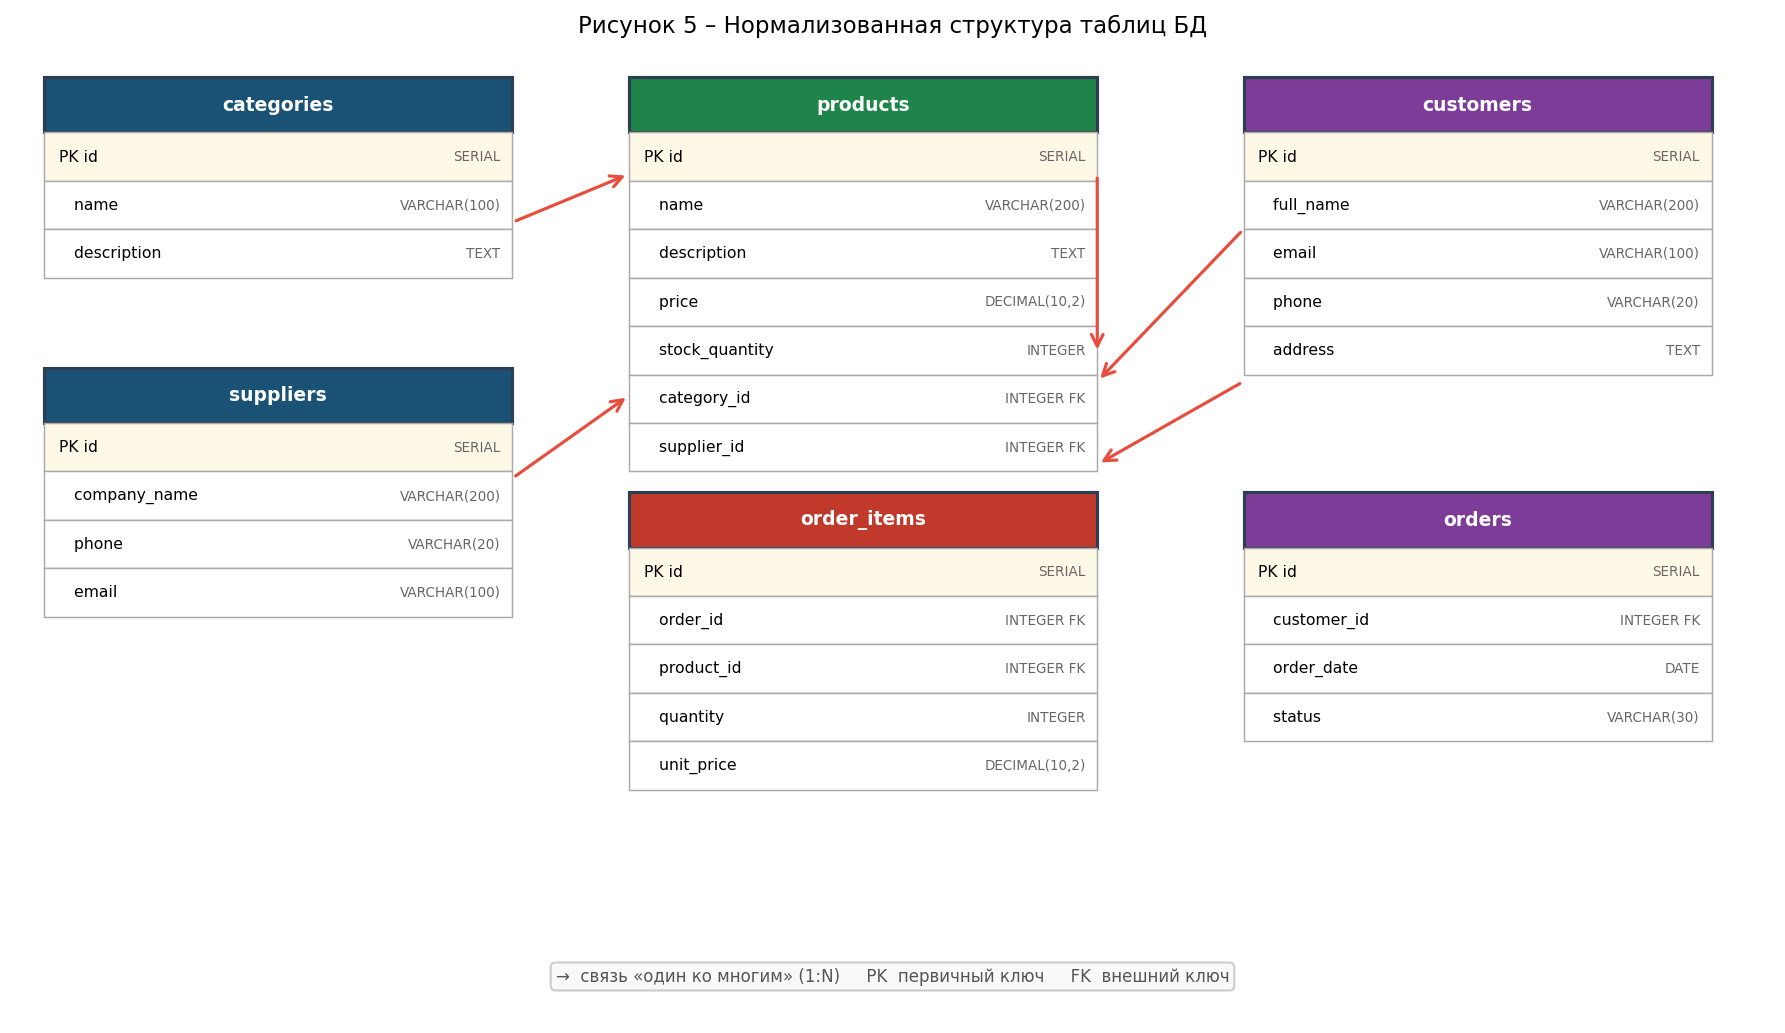 Рисунок 5 – Нормализованная структура таблиц БД
categories
PK id SERIAL
name VARCHAR(100)
description TEXT
suppliers
PK id SERIAL
company_name VARCHAR(200)
phone VARCHAR(20)
email VARCHAR(100)
products
PK id SERIAL
name VARCHAR(200)
description TEXT
price DECIMAL(10,2)
stock_quantity INTEGER
category_id INTEGER FK
supplier_id INTEGER FK
order_items
PK id SERIAL
order_id INTEGER FK
product_id INTEGER FK
quantity INTEGER
unit_price DECIMAL(10,2)
customers
PK id SERIAL
full_name VARCHAR(200)
email VARCHAR(100)
phone VARCHAR(20)
address TEXT
orders
PK id SERIAL
customer_id INTEGER FK
order_date DATE
status VARCHAR(30)
→ связь «один ко многим» (1:N) PK первичный ключ FK внешний ключ